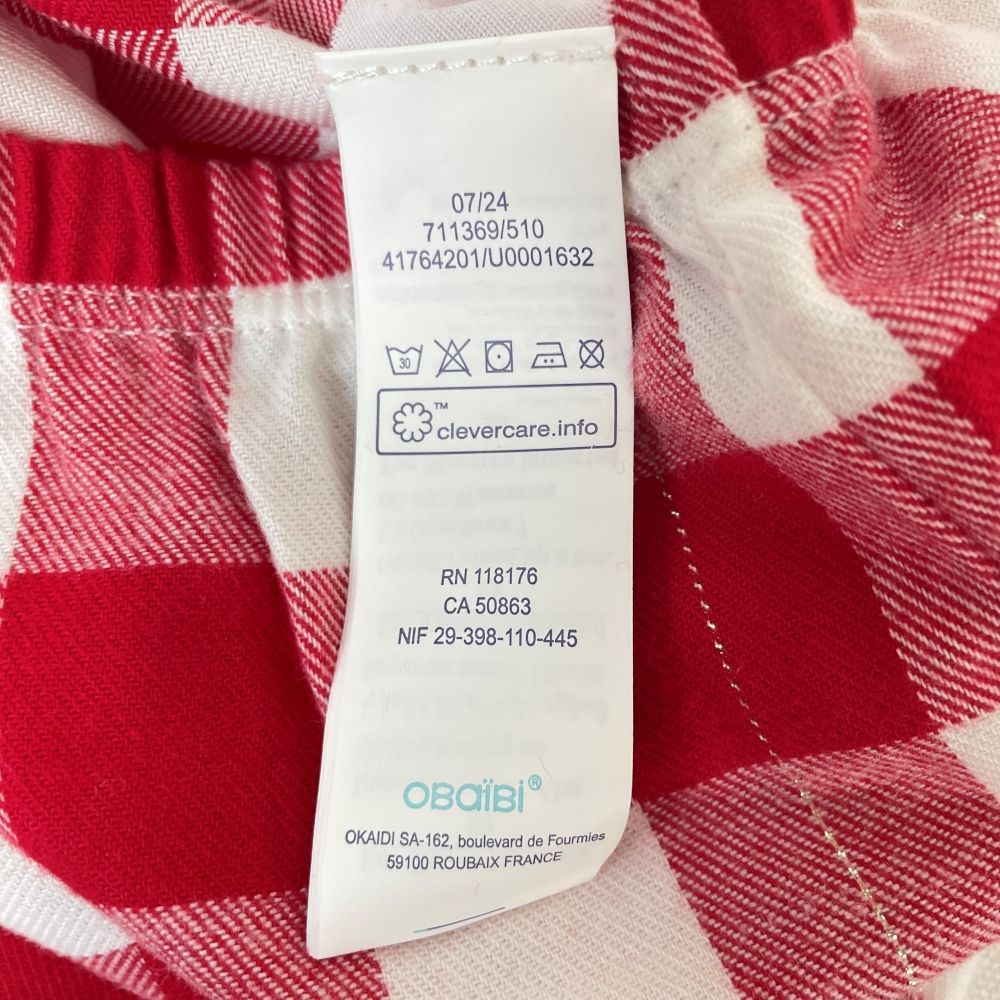 07/24
711369/510
41764201/U0001632
30
™
clevercare.info
RN 118176
CA 50863
NIF 29-398-110-445
OBaïBi®
OKAIDI SA-162, boulevard de Fourmies
59100 ROUBAIX FRANCE